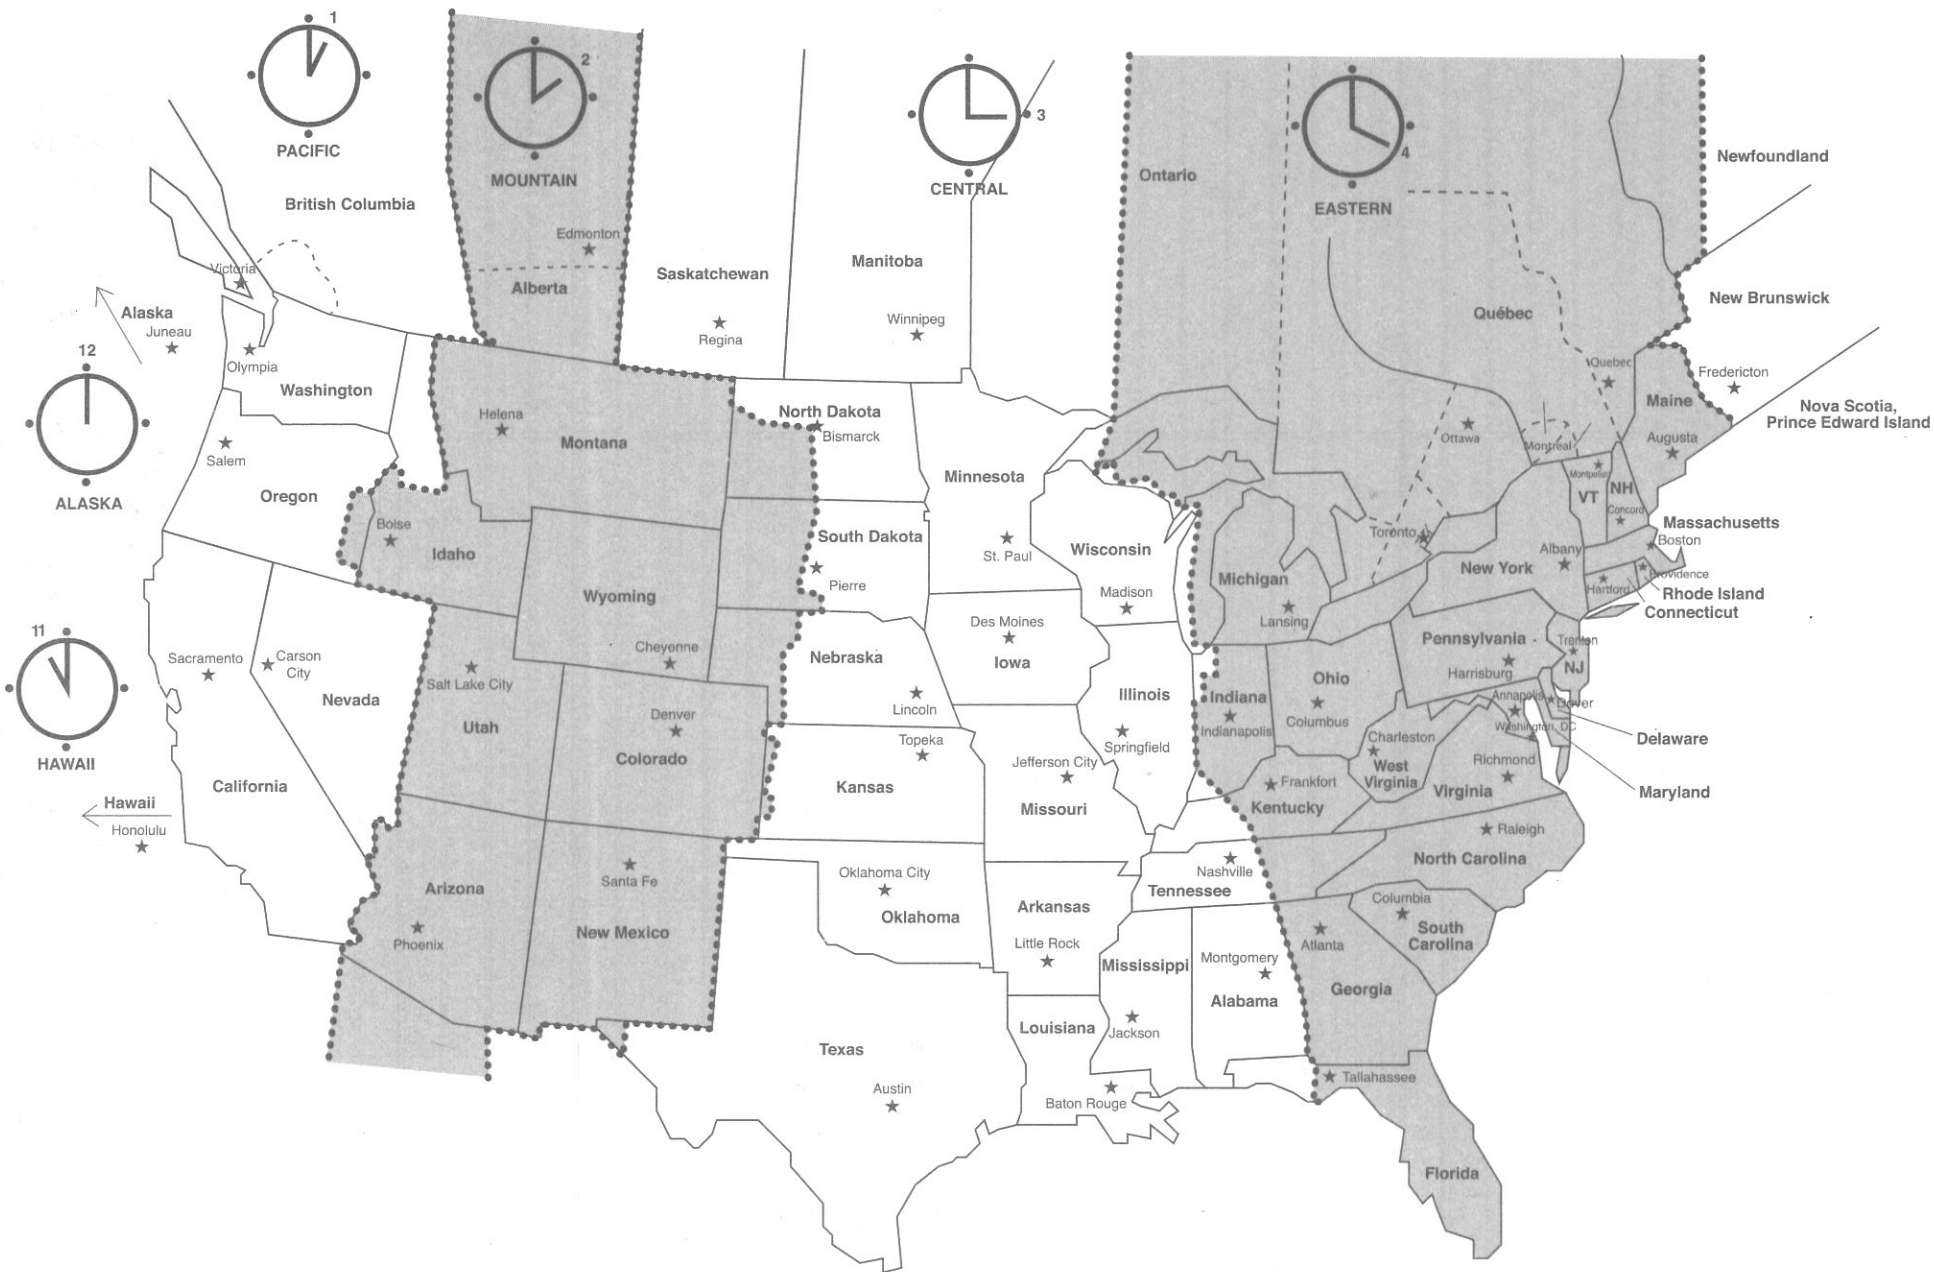 1
PACIFIC
2
MOUNTAIN
3
CENTRAL
4
EASTERN
12
ALASKA
11
HAWAII
British Columbia
Victoria
Edmonton
Alberta
Saskatchewan
Regina
Manitoba
Winnipeg
Ontario
Québec
Quebec
Newfoundland
New Brunswick
Fredericton
Nova Scotia,
Prince Edward Island
Alaska
Juneau
Olympia
Washington
Salem
Oregon
Helena
Montana
Boise
Idaho
Wyoming
Cheyenne
North Dakota
Bismarck
South Dakota
Pierre
Minnesota
St. Paul
Wisconsin
Madison
Michigan
Lansing
Toronto
Ottawa
Montreal
Maine
Augusta
Montpelier
VT
NH
Concord
Massachusetts
Boston
Albany
New York
Hartford
Providence
Rhode Island
Connecticut
Sacramento
Carson
City
Nevada
California
Hawaii
Honolulu
Salt Lake City
Utah
Denver
Colorado
Nebraska
Lincoln
Des Moines
Iowa
Illinois
Springfield
Indiana
Indianapolis
Ohio
Columbus
Pennsylvania
Harrisburg
Trenton
NJ
Annapolis
Dover
Washington, DC
Delaware
Maryland
Topeka
Kansas
Jefferson City
Missouri
Frankfort
Kentucky
Charleston
West
Virginia
Richmond
Virginia
Raleigh
North Carolina
Arizona
Phoenix
Santa Fe
New Mexico
Oklahoma City
Oklahoma
Arkansas
Little Rock
Nashville
Tennessee
Columbia
South
Carolina
Atlanta
Georgia
Mississippi
Jackson
Montgomery
Alabama
Louisiana
Baton Rouge
Texas
Austin
Tallahassee
Florida